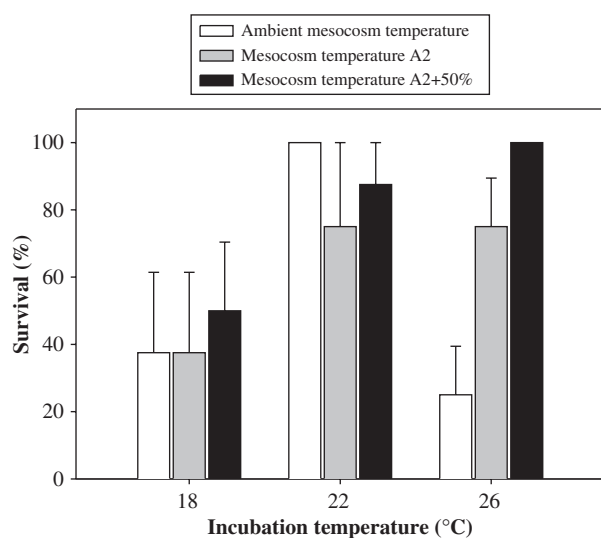 Ambient mesocosm temperature
Mesocosm temperature A2
Mesocosm temperature A2+50%
100
80
60
40
20
0
Survival (%)
18 22 26
Incubation temperature (°C)